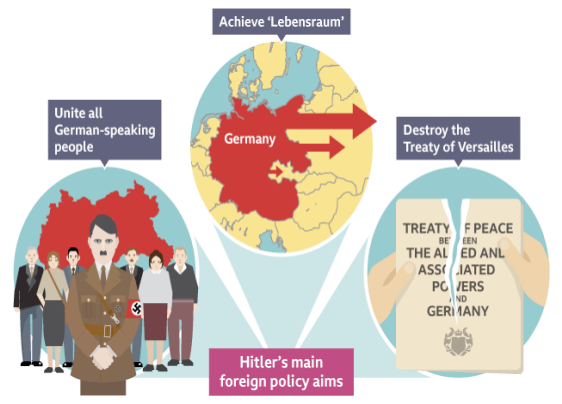 Achieve ‘Lebensraum’
Unite all
German-speaking
people
Germany
Destroy the
Treaty of Versailles
TREATY OF PEACE
BETWEEN
THE ALLIED AND
ASSOCIATED
POWERS
AND
GERMANY
Hitler’s main
foreign policy aims